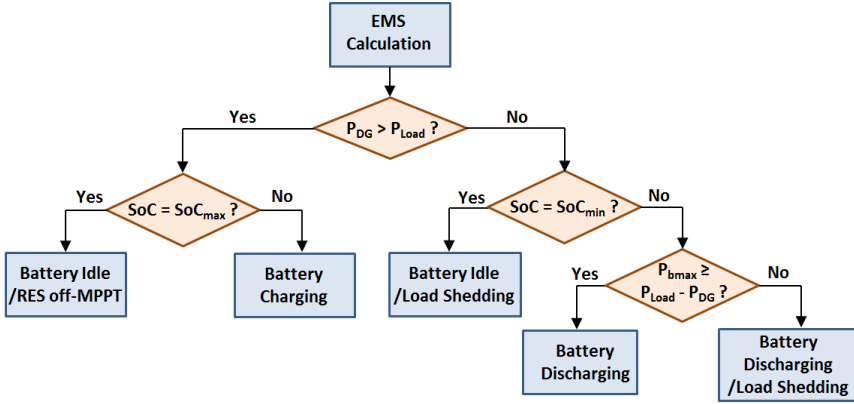 EMS
Calculation
Yes
P_DG > P_Load ?
No
Yes
SoC = SoC_max ?
No
Yes
SoC = SoC_min ?
No
Battery Idle
/RES off-MPPT
Battery
Charging
Battery Idle
/Load Shedding
Yes
P_bmax ≥
P_Load - P_DG ?
No
Battery
Discharging
Battery
Discharging
/Load Shedding